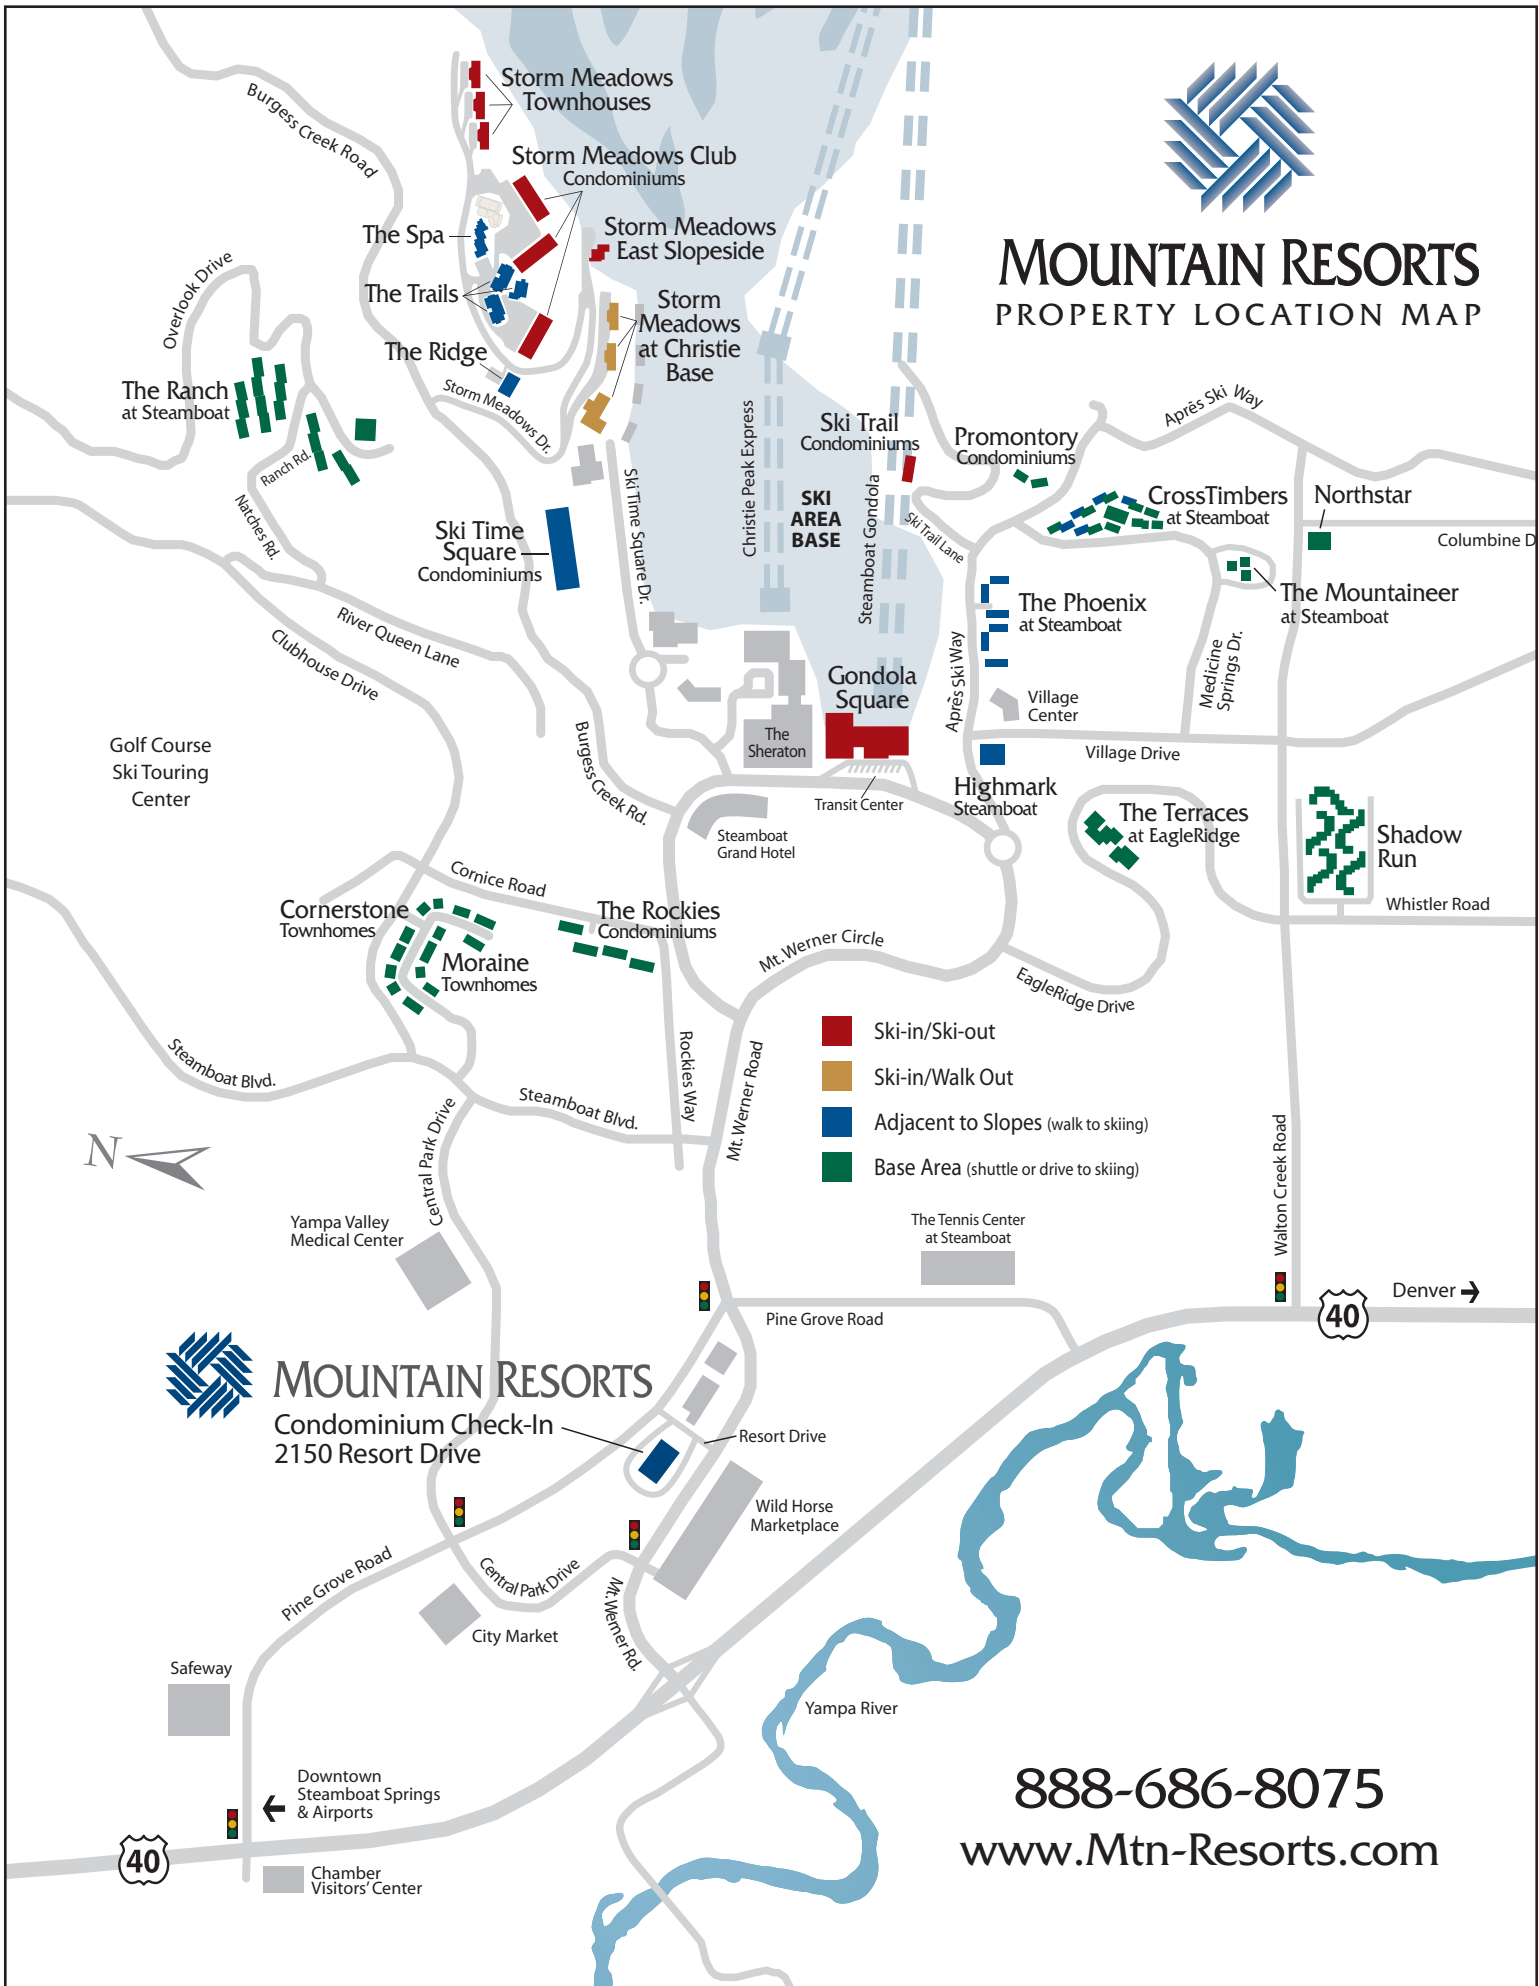 MOUNTAIN RESORTS
PROPERTY LOCATION MAP
Burgess Creek Road
Storm Meadows
Townhouses
Storm Meadows Club
Condominiums
The Spa
Storm Meadows
East Slopeside
Overlook Drive
The Trails
Storm
Meadows
at Christie
Base
The Ridge
Storm Meadows Dr.
The Ranch
at Steamboat
Ranch Rd.
Natches Rd.
Christie Peak Express
Ski Trail
Condominiums
Promontory
Condominiums
Après Ski Way
SKI
AREA
BASE
Steamboat Gondola
Ski Trail Lane
CrossTimbers
at Steamboat
Northstar
Columbine D
Ski Time
Square
Condominiums
Ski Time Square Dr.
The Phoenix
at Steamboat
The Mountaineer
at Steamboat
River Queen Lane
Clubhouse Drive
Après Ski Way
Medicine
Springs Dr.
Gondola
Square
Village
Center
The
Sheraton
Village Drive
Golf Course
Ski Touring
Center
Burgess Creek Rd.
Transit Center
Highmark
Steamboat
The Terraces
at EagleRidge
Shadow
Run
Steamboat
Grand Hotel
Cornice Road
Whistler Road
Cornerstone
Townhomes
The Rockies
Condominiums
Moraine
Townhomes
Mt. Werner Circle
EagleRidge Drive
Ski-in/Ski-out
Ski-in/Walk Out
Adjacent to Slopes (walk to skiing)
Base Area (shuttle or drive to skiing)
Steamboat Blvd.
Steamboat Blvd.
Rockies Way
Mt. Werner Road
Central Park Drive
N
Walton Creek Road
Yampa Valley
Medical Center
The Tennis Center
at Steamboat
Denver
40
Pine Grove Road
MOUNTAIN RESORTS
Condominium Check-In
2150 Resort Drive
Resort Drive
Wild Horse
Marketplace
Pine Grove Road
Central Park Drive
Mt. Werner Rd.
City Market
Safeway
Yampa River
Downtown
Steamboat Springs
& Airports
40
Chamber
Visitors' Center
888-686-8075
www.Mtn-Resorts.com